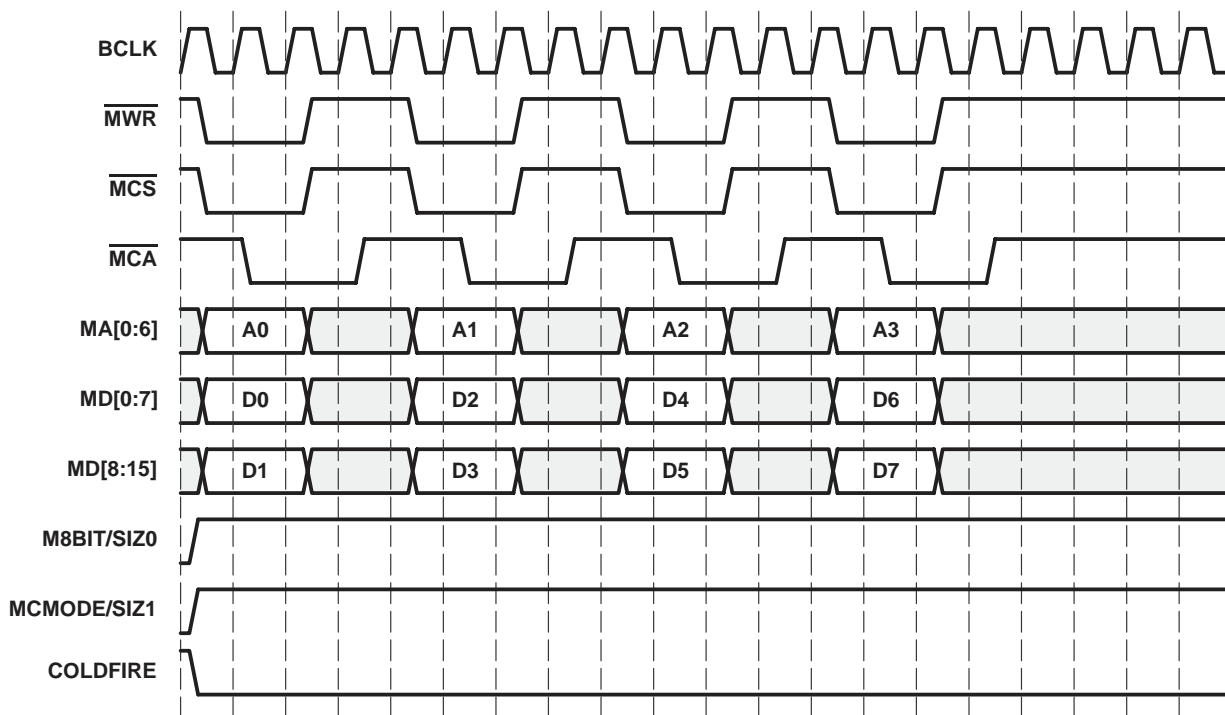 BCLK
MWR
MCS
MCA
MA[0:6] A0 A1 A2 A3
MD[0:7] D0 D2 D4 D6
MD[8:15] D1 D3 D5 D7
M8BIT/SIZ0
MCMODE/SIZ1
COLDFIRE